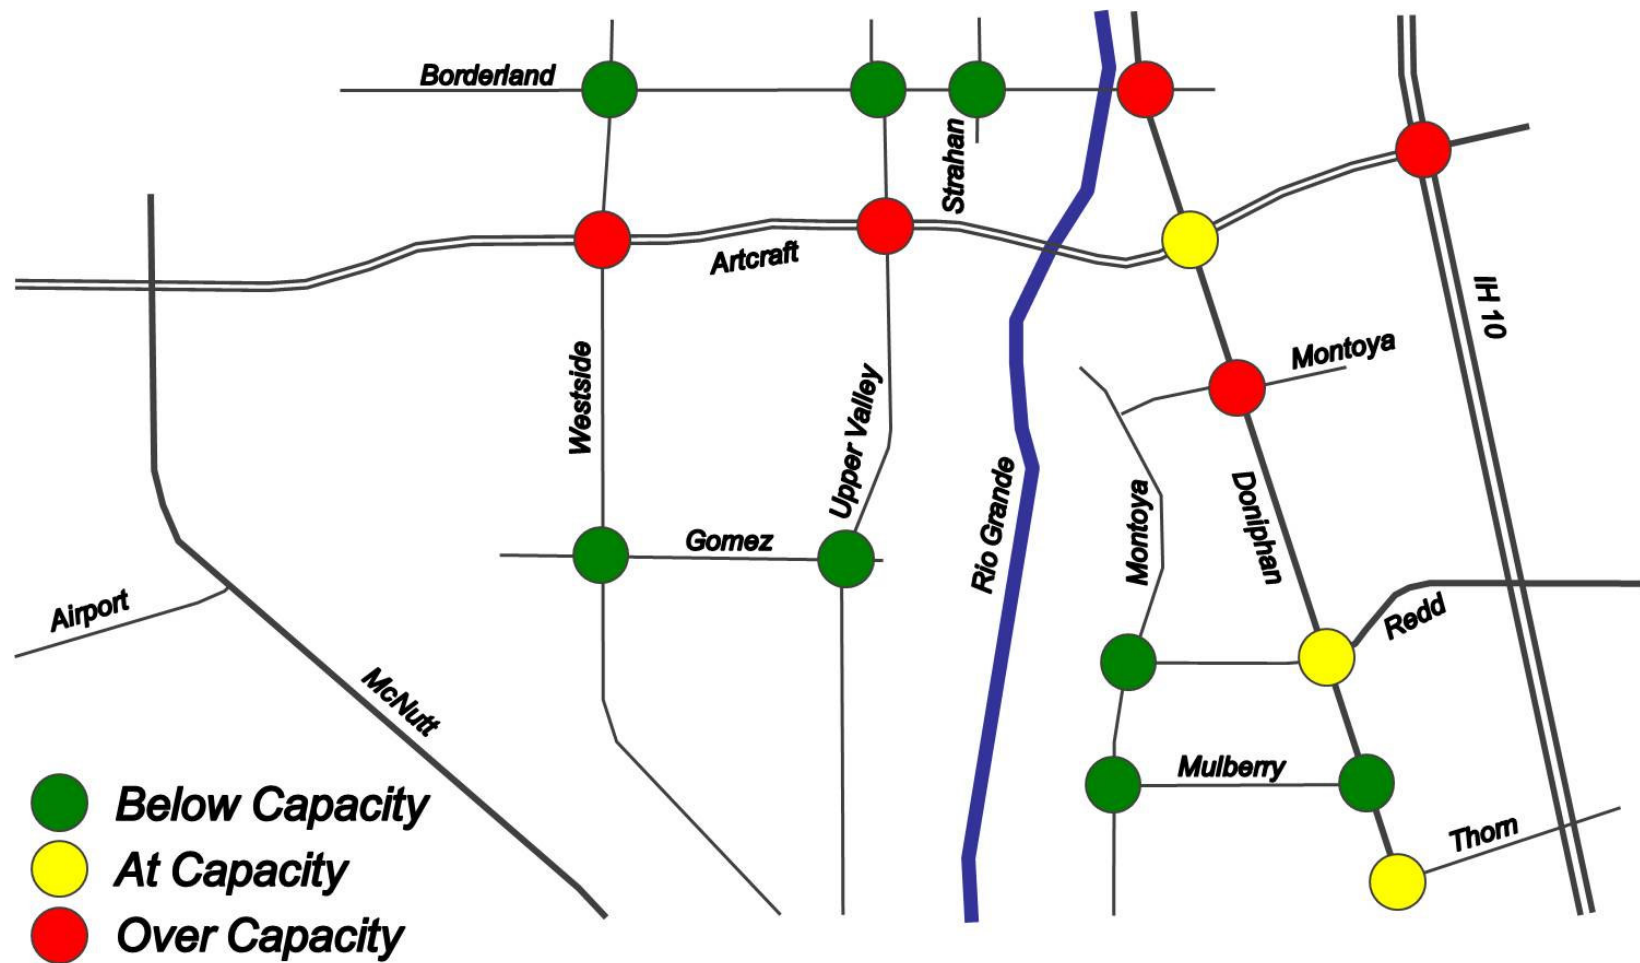 Borderland
Strahan
Artcraft
IH 10
Montoya
Westside
Upper Valley
Rio Grande
Montoya
Doniphan
Gomez
Airport
Redd
McNutt
Mulberry
Thorn
Below Capacity
At Capacity
Over Capacity